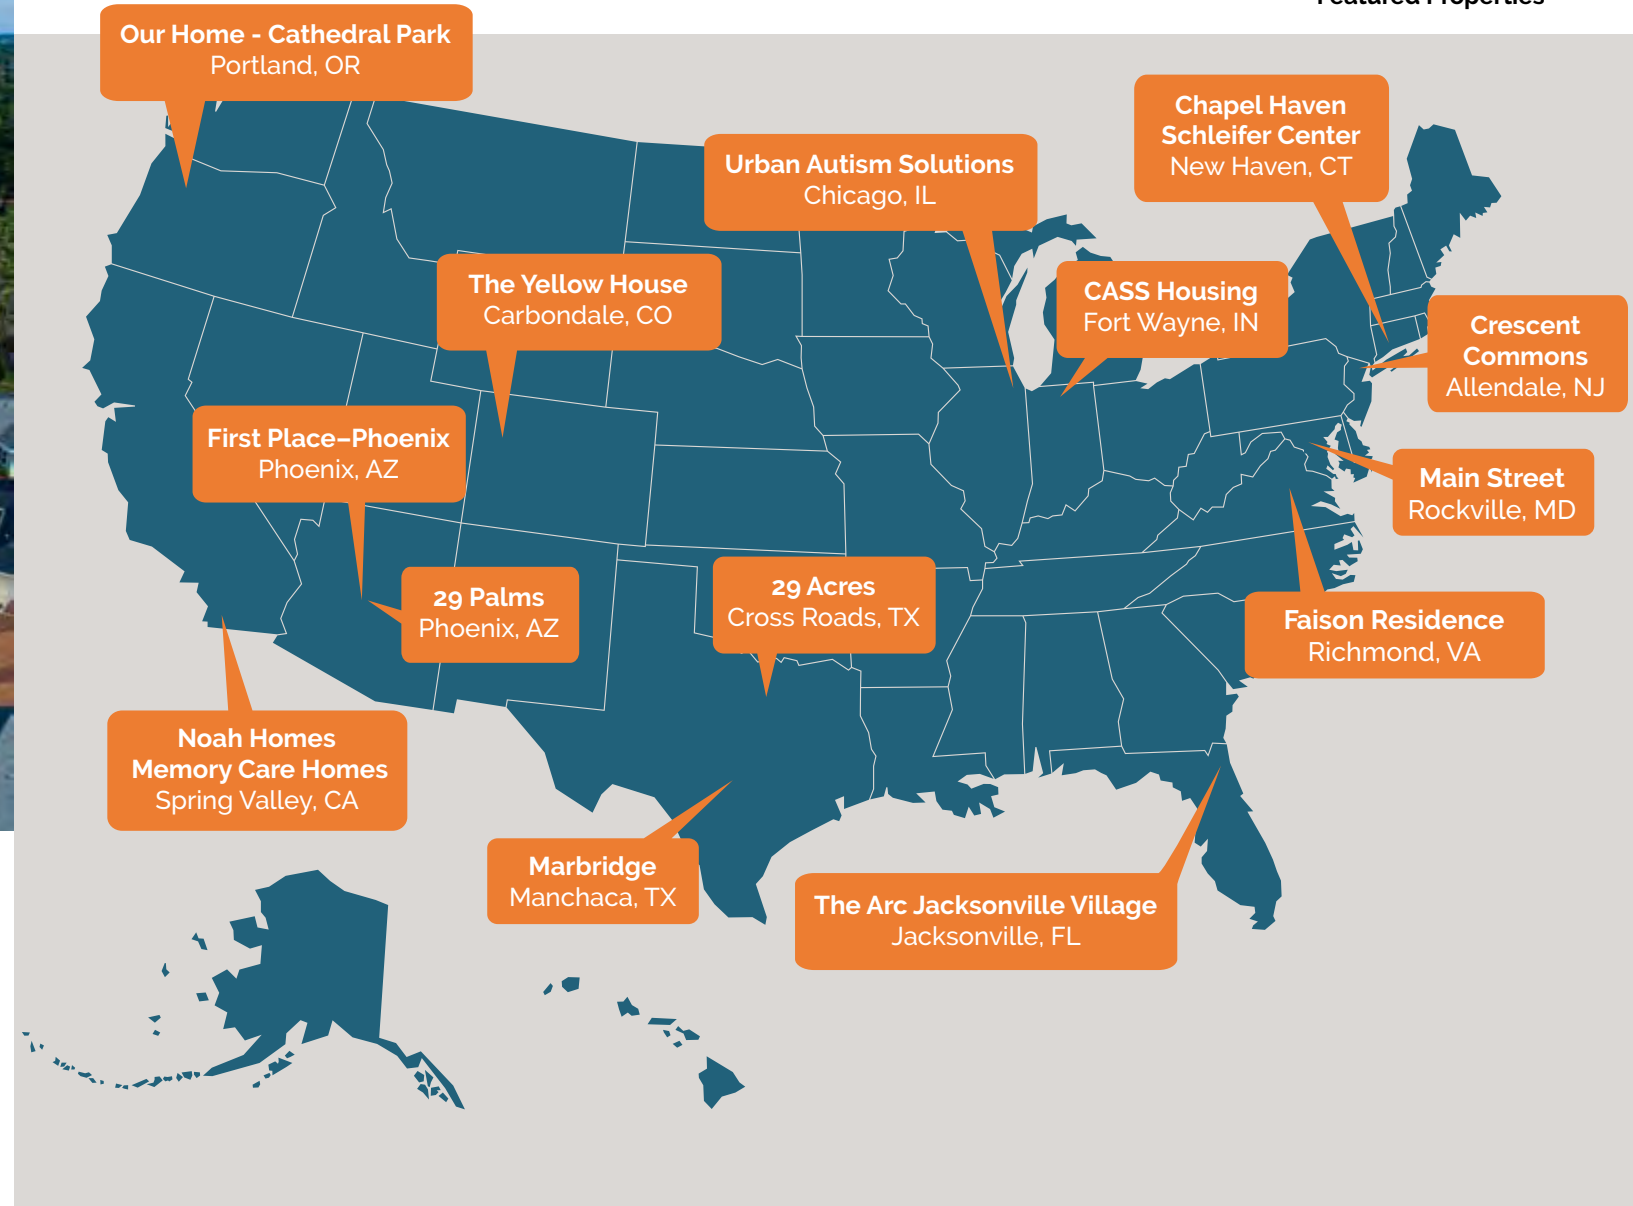 Featured Properties
Our Home - Cathedral Park
Portland, OR
Chapel Haven
Schleifer Center
New Haven, CT
Urban Autism Solutions
Chicago, IL
The Yellow House
Carbondale, CO
CASS Housing
Fort Wayne, IN
Crescent
Commons
Allendale, NJ
First Place–Phoenix
Phoenix, AZ
Main Street
Rockville, MD
29 Palms
Phoenix, AZ
29 Acres
Cross Roads, TX
Faison Residence
Richmond, VA
Noah Homes
Memory Care Homes
Spring Valley, CA
Marbridge
Manchaca, TX
The Arc Jacksonville Village
Jacksonville, FL